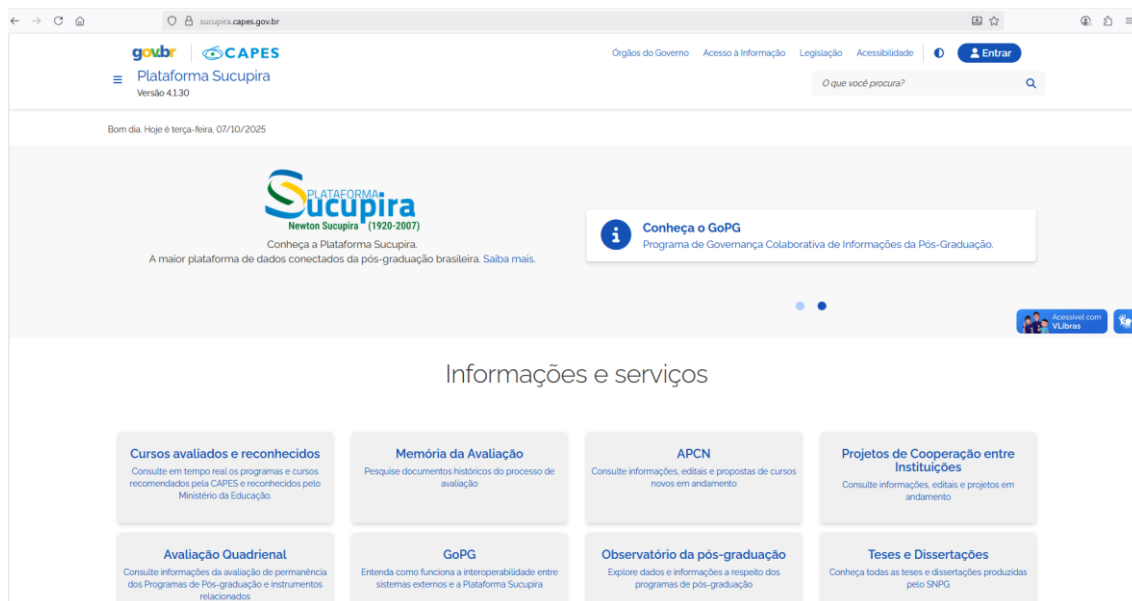 sucupira.capes.gov.br
gov.br
CAPES
Órgãos do Governo Acesso à Informação Legislação Acessibilidade Entrar
Plataforma Sucupira
Versão 4.1.30
O que você procura?
Bom dia. Hoje é terça-feira, 07/10/2025
PLATAFORMA
Sucupira
Newton Sucupira (1920-2007)
Conheça a Plataforma Sucupira.
A maior plataforma de dados conectados da pós-graduação brasileira. Saiba mais.
Conheça o GoPG
Programa de Governança Colaborativa de Informações da Pós-Graduação.
Acessível com
VLibras
Informações e serviços
Cursos avaliados e reconhecidos
Consulte em tempo real os programas e cursos
recomendados pela CAPES e reconhecidos pelo
Ministério da Educação.
Memória da Avaliação
Pesquise documentos históricos do processo de
avaliação
APCN
Consulte informações, editais e propostas de cursos
novos em andamento
Projetos de Cooperação entre
Instituições
Consulte informações, editais e projetos em
andamento
Avaliação Quadrienal
Consulte informações da avaliação de permanência
dos Programas de Pós-graduação e instrumentos
relacionados
GoPG
Entenda como funciona a interoperabilidade entre
sistemas externos e a Plataforma Sucupira
Observatório da pós-graduação
Explore dados e informações a respeito dos
programas de pós-graduação
Teses e Dissertações
Conheça todas as teses e dissertações produzidas
pelo SNPG